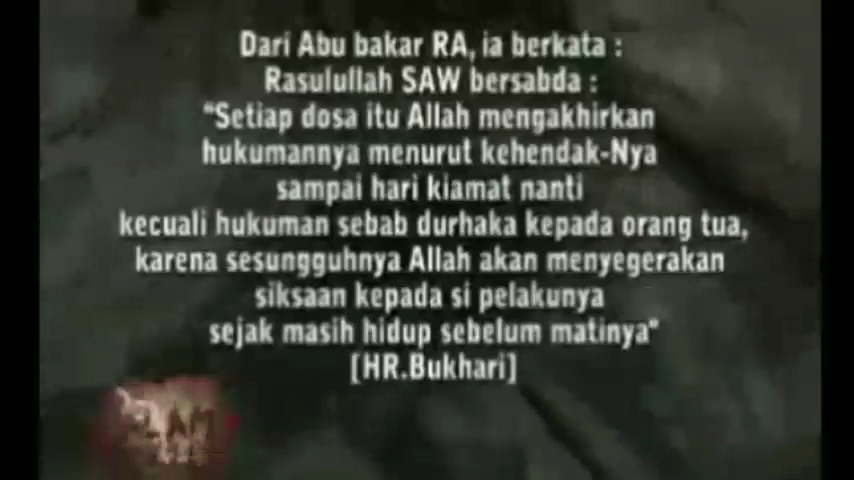 Dari Abu bakar RA, ia berkata :
Rasulullah SAW bersabda :
"Setiap dosa itu Allah mengakhirkan
hukumannya menurut kehendak-Nya
sampai hari kiamat nanti
kecuali hukuman sebab durhaka kepada orang tua,
karena sesungguhnya Allah akan menyegerakan
siksaan kepada si pelakunya
sejak masih hidup sebelum matinya"
[HR.Bukhari]